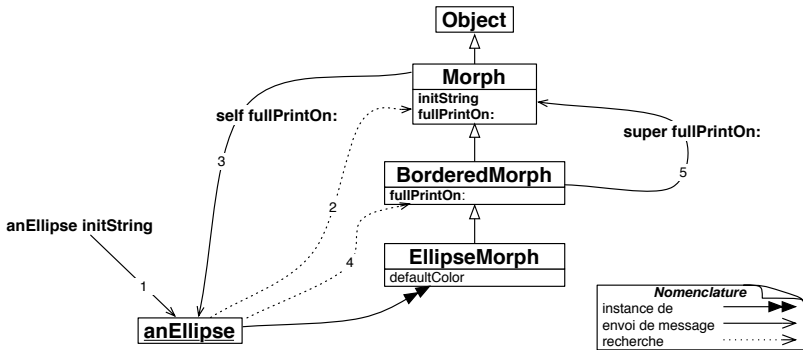 Object
Morph
initString
fullPrintOn:
self fullPrintOn:
super fullPrintOn:
3
5
BorderedMorph
fullPrintOn:
2
anEllipse initString
4
EllipseMorph
defaultColor
1
anEllipse
Nomenclature
instance de
envoi de message
recherche